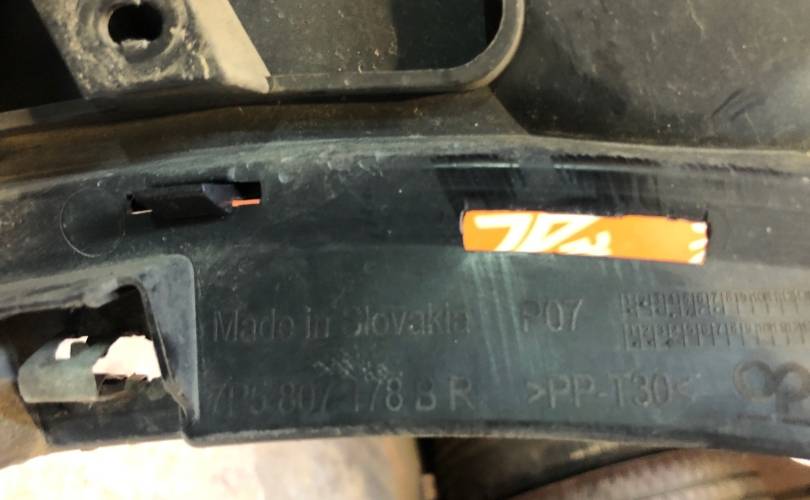 Made in Slovakia P07
7P5 807 178 B R >PP-T30<